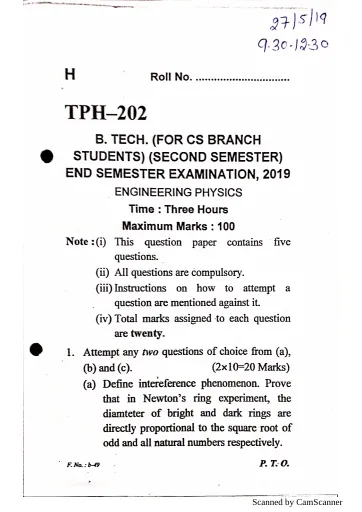 27/5/19
9.30-12.30
H Roll No. ...............................
TPH–202
B. TECH. (FOR CS BRANCH
STUDENTS) (SECOND SEMESTER)
END SEMESTER EXAMINATION, 2019
ENGINEERING PHYSICS
Time : Three Hours
Maximum Marks : 100
Note :(i) This question paper contains five
questions.
(ii) All questions are compulsory.
(iii) Instructions on how to attempt a
question are mentioned against it.
(iv) Total marks assigned to each question
are twenty.
1. Attempt any two questions of choice from (a),
(b) and (c). (2×10=20 Marks)
(a) Define intereference phenomenon. Prove
that in Newton's ring experiment, the
diamteter of bright and dark rings are
directly proportional to the square root of
odd and all natural numbers respectively.
F. No. : b-49 P. T. O.
Scanned by CamScanner